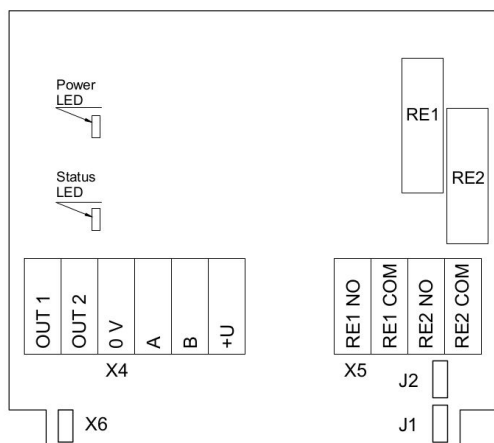 Power
LED
RE1
RE2
Status
LED
OUT 1
OUT 2
0 V
A
B
+U
RE1 NO
RE1 COM
RE2 NO
RE2 COM
X4
X5
J2
X6
J1